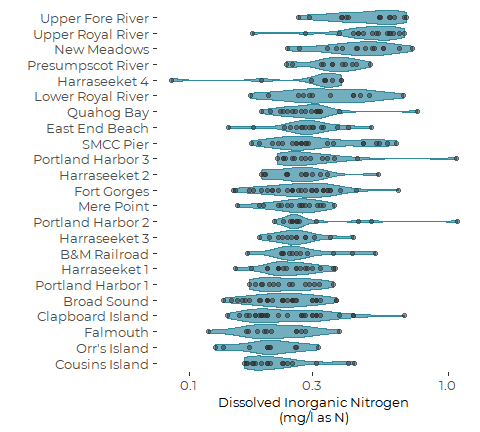 Upper Fore River
Upper Royal River
New Meadows
Presumpscot River
Harraseeket 4
Lower Royal River
Quahog Bay
East End Beach
SMCC Pier
Portland Harbor 3
Harraseeket 2
Fort Gorges
Mere Point
Portland Harbor 2
Harraseeket 3
B&M Railroad
Harraseeket 1
Portland Harbor 1
Broad Sound
Clapboard Island
Falmouth
Orr's Island
Cousins Island
0.1 0.3 1.0
Dissolved Inorganic Nitrogen
(mg/l as N)